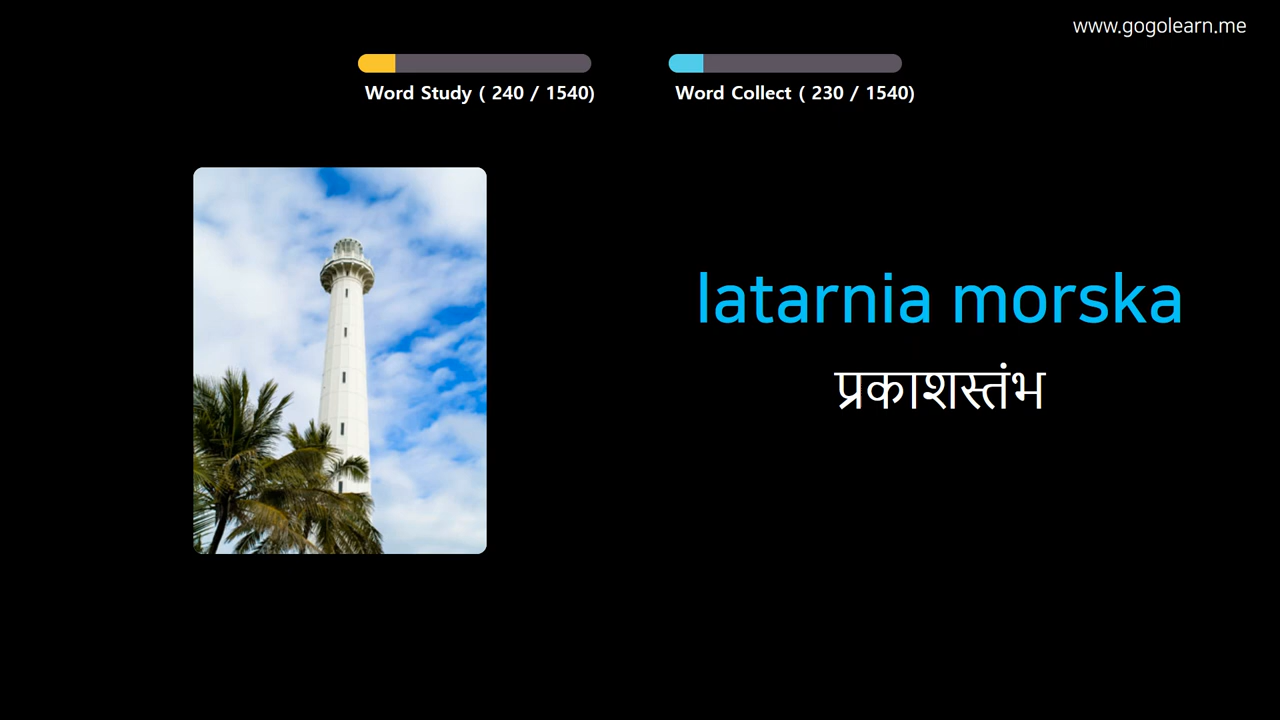 www.gogolearn.me
Word Study ( 240 / 1540)
Word Collect ( 230 / 1540)
latarnia morska
प्रकाशस्तंभ